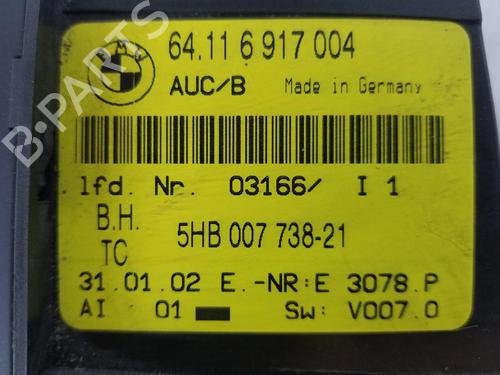 BMW
64.11 6 917 004
AUC/B Made in Germany
lfd. Nr. 03166/ I 1
B.H.
TC
5HB 007 738-21
31.01.02 E.-NR:E 3078.P
AI 01 Sw: V007.0
B-PARTS